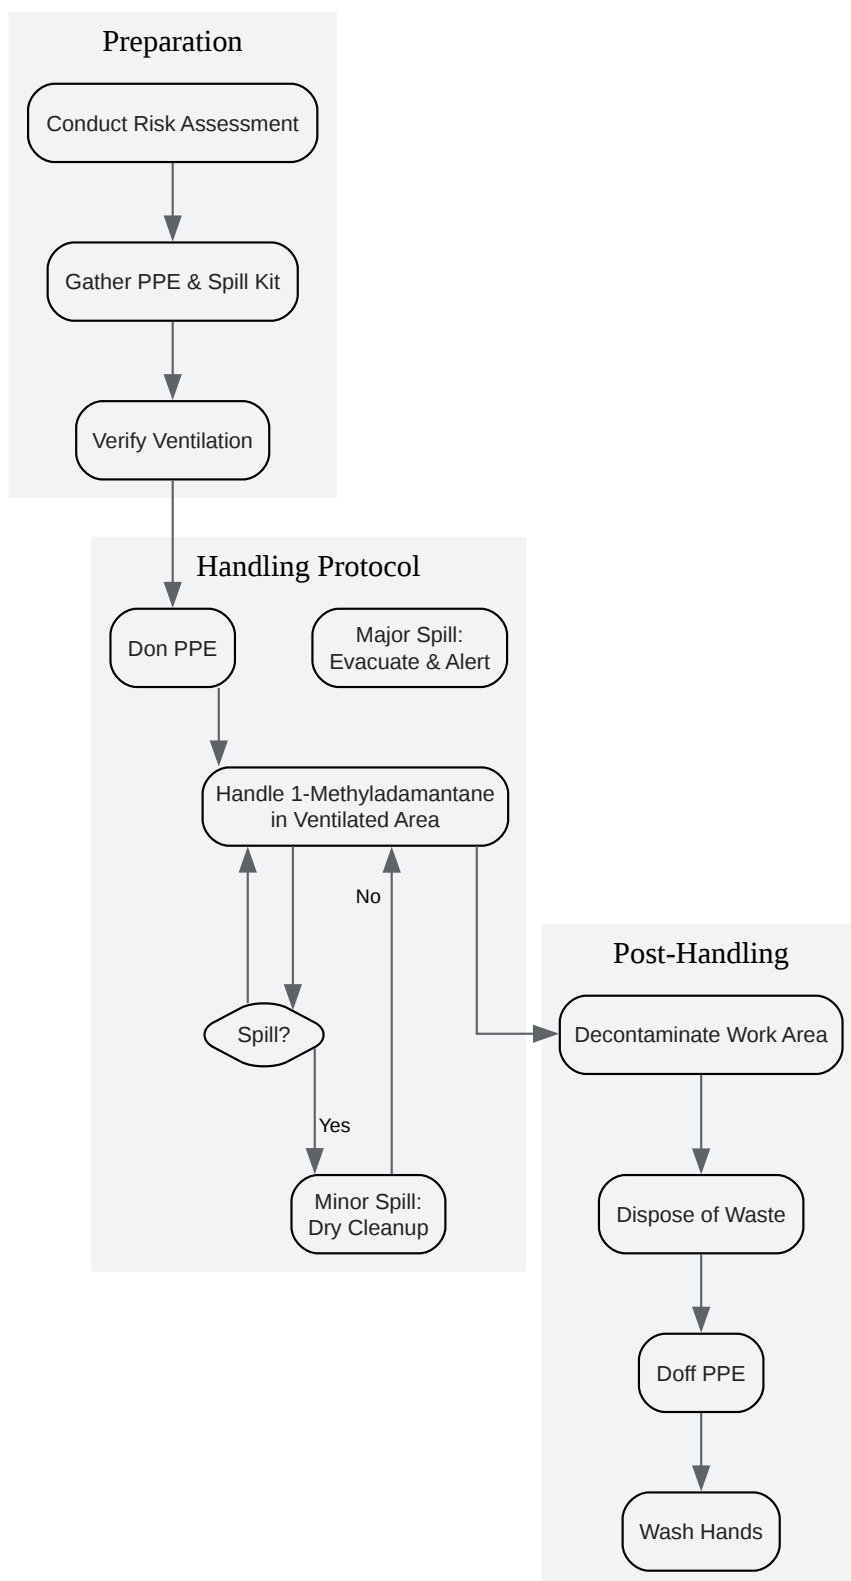 Preparation
Conduct Risk Assessment
Gather PPE & Spill Kit
Verify Ventilation
Handling Protocol
Don PPE
Major Spill:
Evacuate & Alert
Handle 1-Methyladamantane
in Ventilated Area
No
Spill?
Yes
Minor Spill:
Dry Cleanup
Post-Handling
Decontaminate Work Area
Dispose of Waste
Doff PPE
Wash Hands